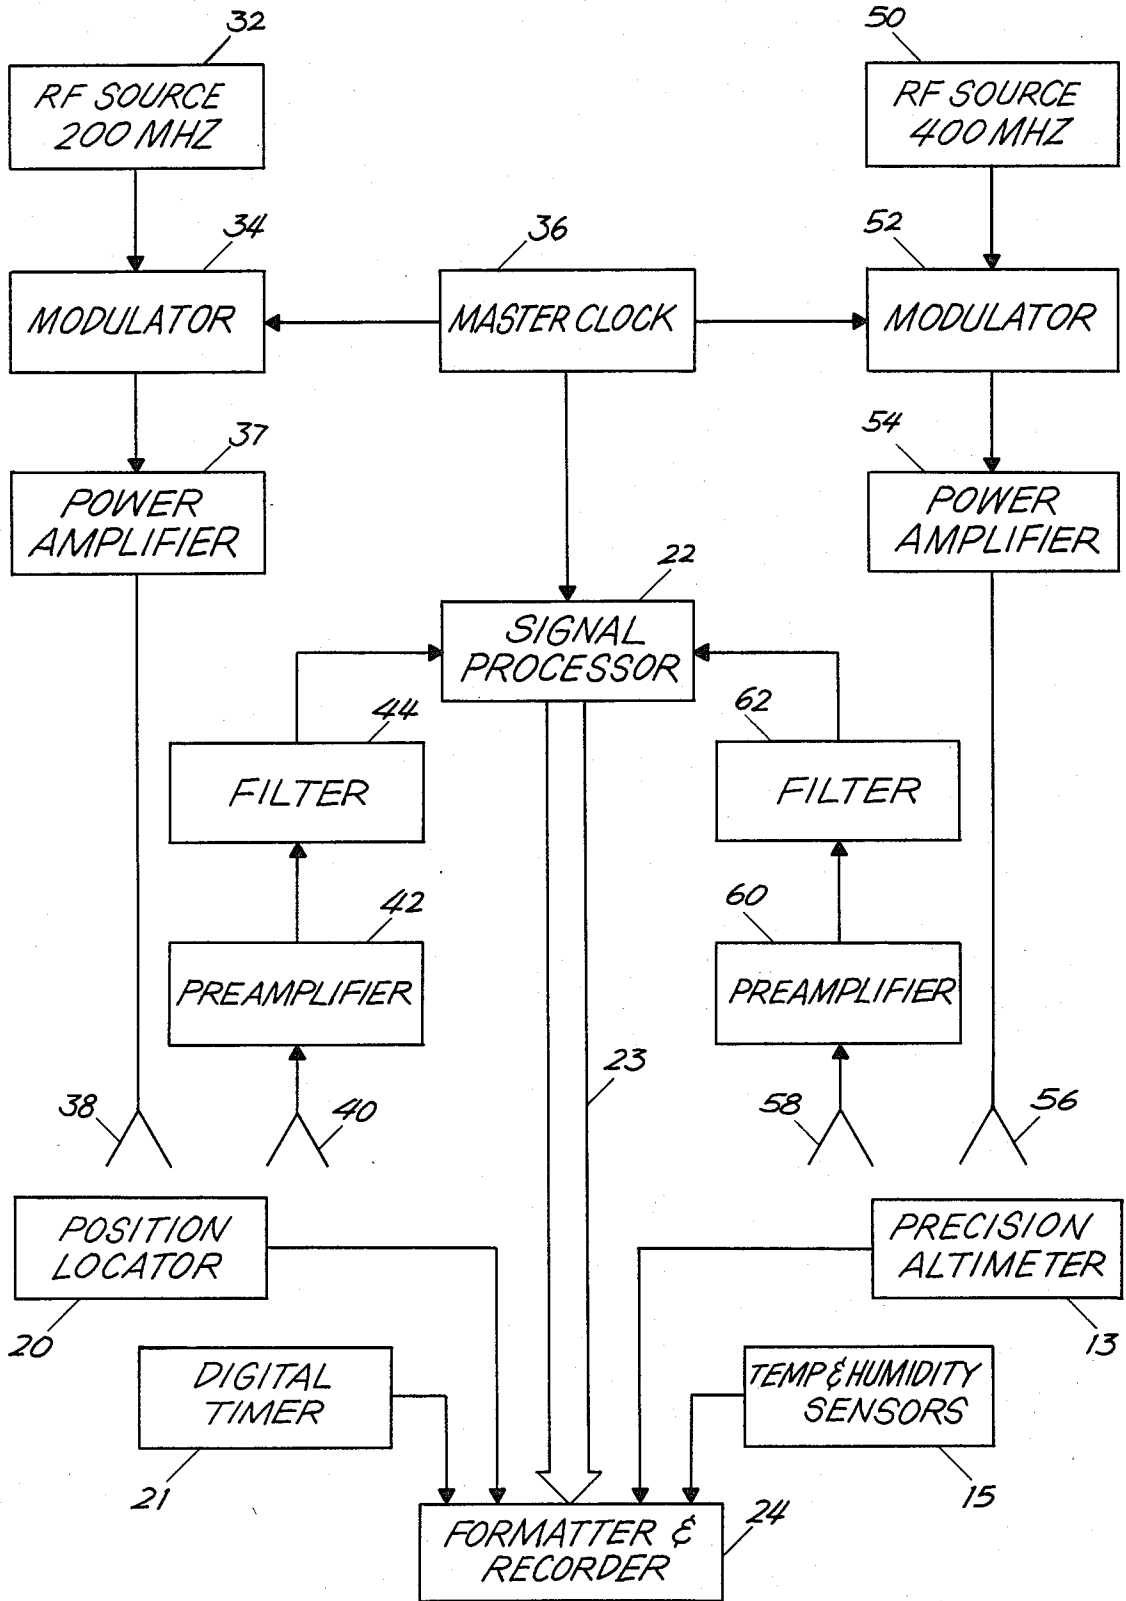 32
50
RF SOURCE
200 MHZ
RF SOURCE
400 MHZ
34
36
52
MODULATOR
MASTER CLOCK
MODULATOR
37
54
POWER
AMPLIFIER
POWER
AMPLIFIER
22
SIGNAL
PROCESSOR
44
62
FILTER
FILTER
42
60
PREAMPLIFIER
PREAMPLIFIER
23
38
40
58
56
POSITION
LOCATOR
PRECISION
ALTIMETER
20
13
DIGITAL
TIMER
TEMP & HUMIDITY
SENSORS
21
15
24
FORMATTER &
RECORDER